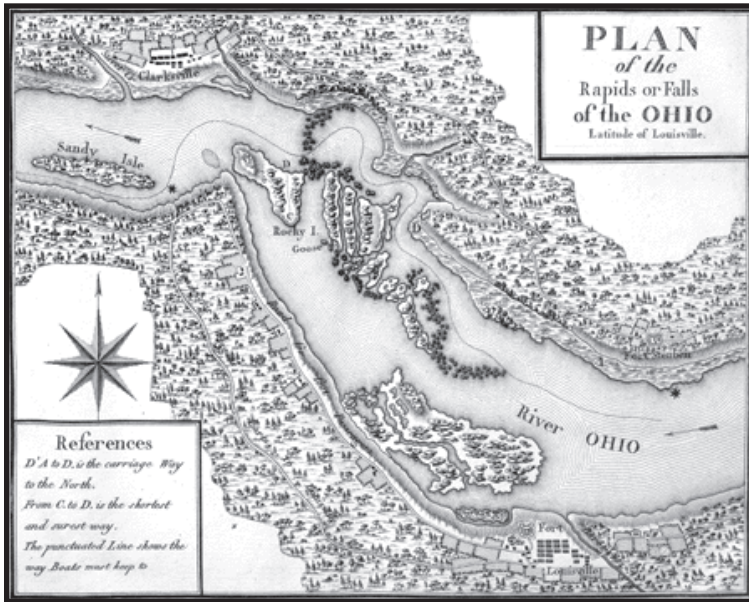 PLAN
of the
Rapids or Falls
of the OHIO
Latitude of Louisville.
Clarksville
Sandy Isle
D
C
Rocky I.
Goose
D
Fort Steuben
A
River OHIO
2
Fort
Louisville
References
D'A to D, is the carriage Way
to the North.
From C. to D. is the shortest
and surest way.
The punctuated Line shows the
way Boats must keep to